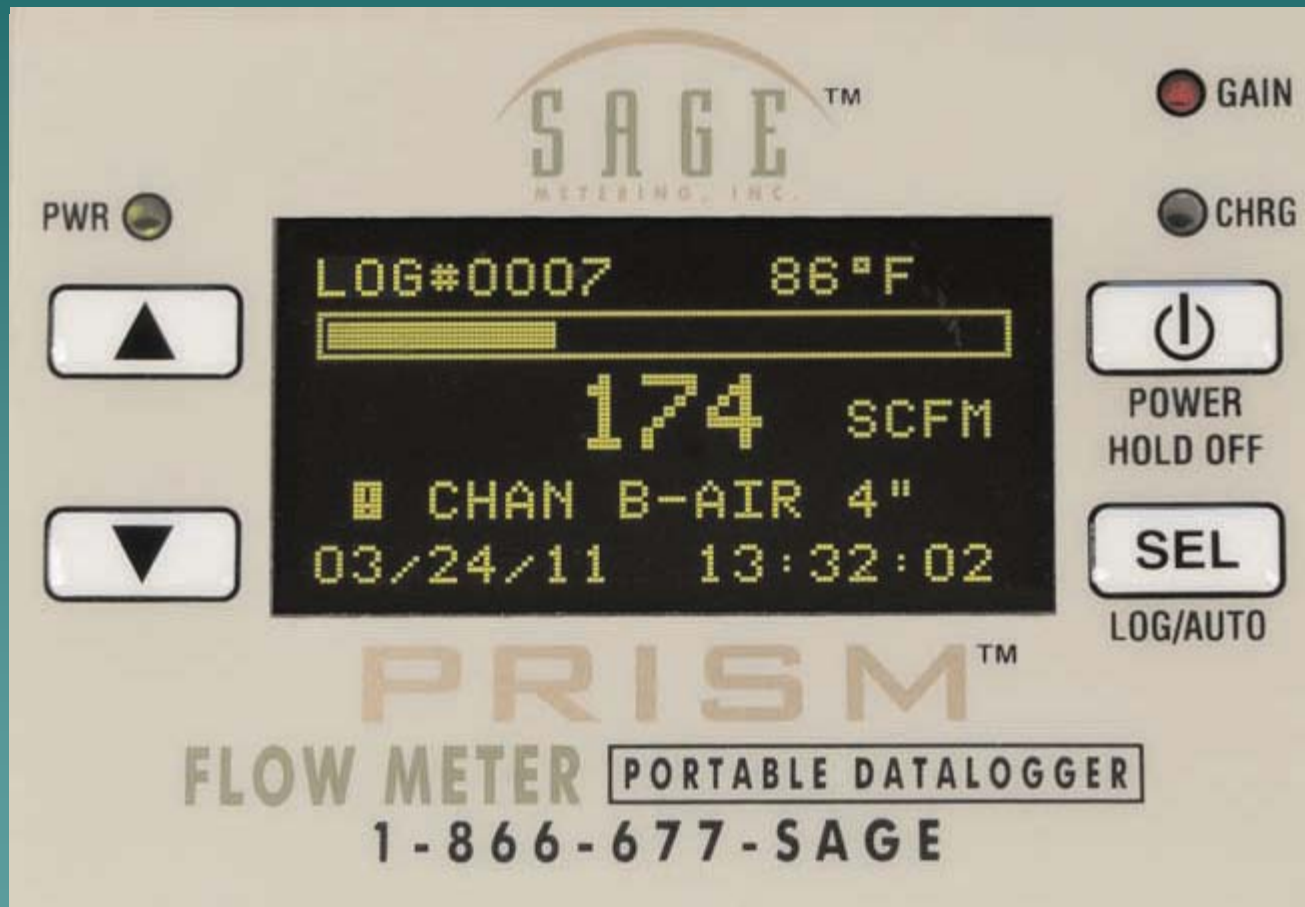 SAGE™
METERING, INC.
GAIN
PWR
CHRG
LOG#0007 86°F
174 SCFM
CHAN B-AIR 4"
03/24/11 13:32:02
POWER
HOLD OFF
SEL
LOG/AUTO
PRISM™
FLOW METER PORTABLE DATALOGGER
1-866-677-SAGE